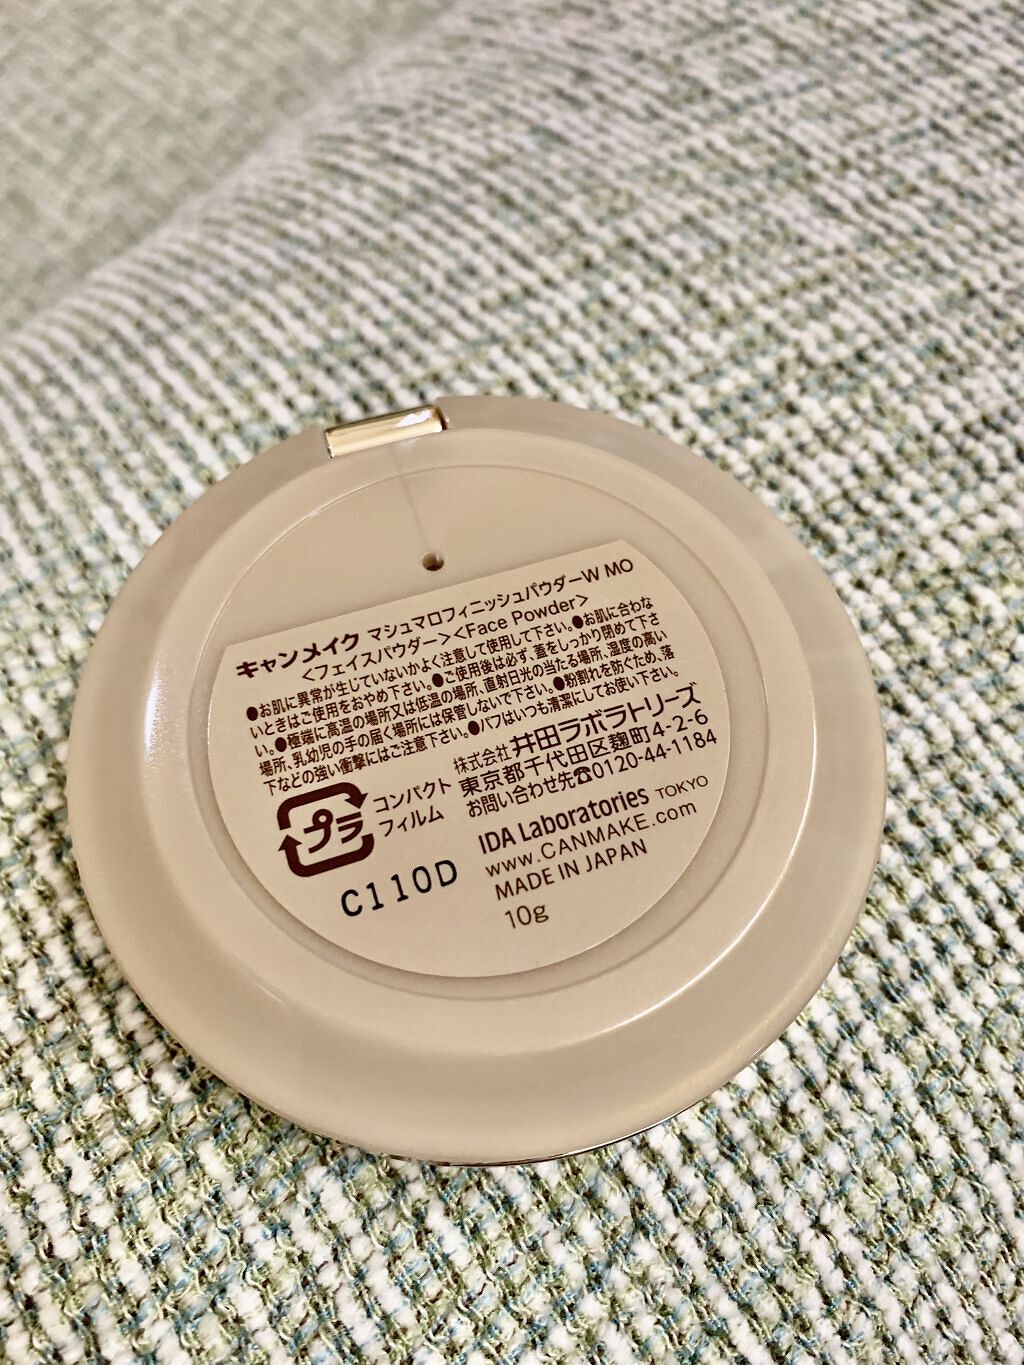 キャンメイク マシュマロフィニッシュパウダーW MO
<フェイスパウダー><Face Powder>
●お肌に異常が生じていないかよく注意して使用して下さい。●お肌に合わな
いときはご使用をおやめ下さい。●ご使用後は必ず、蓋をしっかり閉めて下さ
い。●極端に高温の場所又は低温の場所、直射日光の当たる場所、湿度の高い
場所、乳幼児の手の届く場所には保管しないで下さい。●粉割れを防ぐため、落
下などの強い衝撃にはご注意下さい。●パフはいつも清潔にしてお使い下さい。
プラ
コンパクト
フィルム
株式会社 井田ラボラトリーズ
東京都千代田区麹町4-2-6
お問い合わせ先☎0120-44-1184
IDA Laboratories TOKYO
www.CANMAKE.com
MADE IN JAPAN
10g
C110D